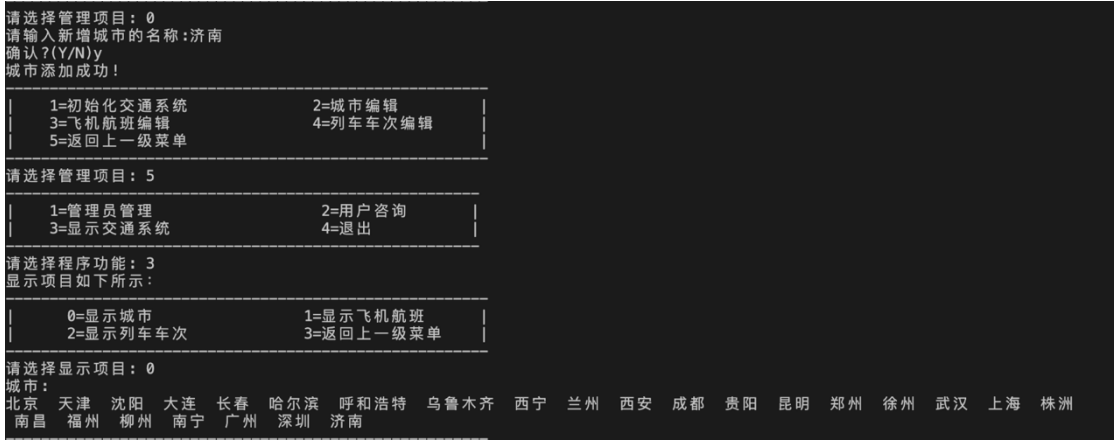 请选择管理项目: 0
请输入新增城市的名称:济南
确认?(Y/N)y
城市添加成功!
| 1=初始化交通系统 2=城市编辑 |
| 3=飞机航班编辑 4=列车车次编辑 |
| 5=返回上一级菜单 |
请选择管理项目: 5
| 1=管理员管理 2=用户咨询 |
| 3=显示交通系统 4=退出 |
请选择程序功能: 3
显示项目如下所示:
| 0=显示城市 1=显示飞机航班 |
| 2=显示列车车次 3=返回上一级菜单 |
请选择显示项目: 0
城市:
北京 天津 沈阳 大连 长春 哈尔滨 呼和浩特 乌鲁木齐 西宁 兰州 西安 成都 贵阳 昆明 郑州 徐州 武汉 上海 株洲
南昌 福州 柳州 南宁 广州 深圳 济南